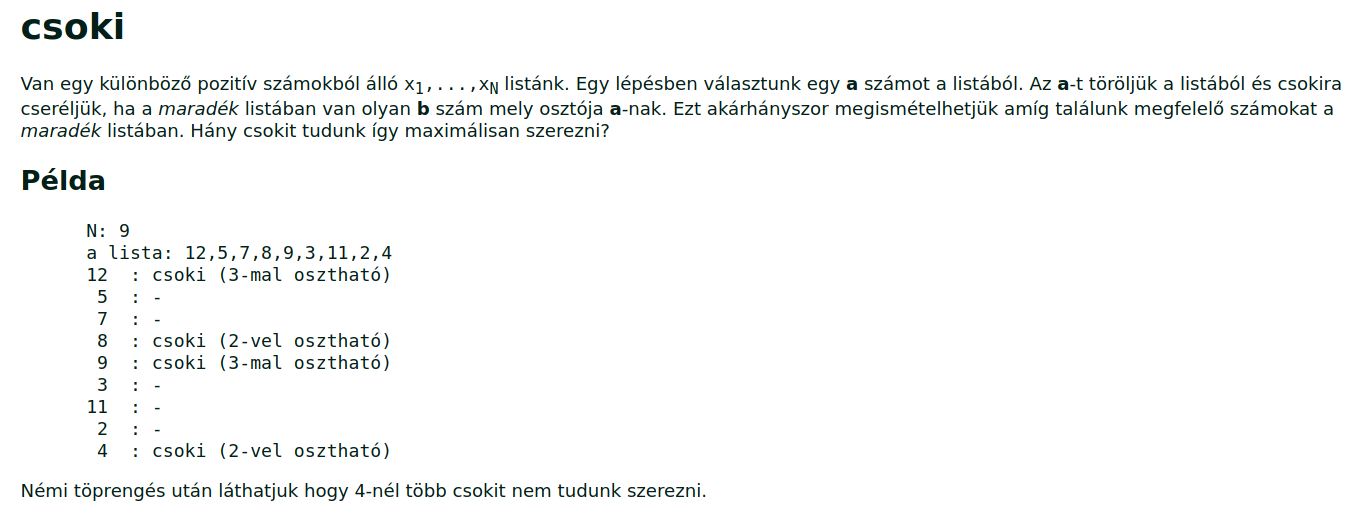 csoki
Van egy különböző pozitív számokból álló x1,...,xN listánk. Egy lépésben választunk egy a számot a listából. Az a-t töröljük a listából és csokira
cseréljük, ha a maradék listában van olyan b szám mely osztója a-nak. Ezt akárhányszor megismételhetjük amíg találunk megfelelő számokat a
maradék listában. Hány csokit tudunk így maximálisan szerezni?
Példa
N: 9
a lista: 12,5,7,8,9,3,11,2,4
12  : csoki (3-mal osztható)
 5  : -
 7  : -
 8  : csoki (2-vel osztható)
 9  : csoki (3-mal osztható)
 3  : -
11  : -
 2  : -
 4  : csoki (2-vel osztható)
Némi töprengés után láthatjuk hogy 4-nél több csokit nem tudunk szerezni.